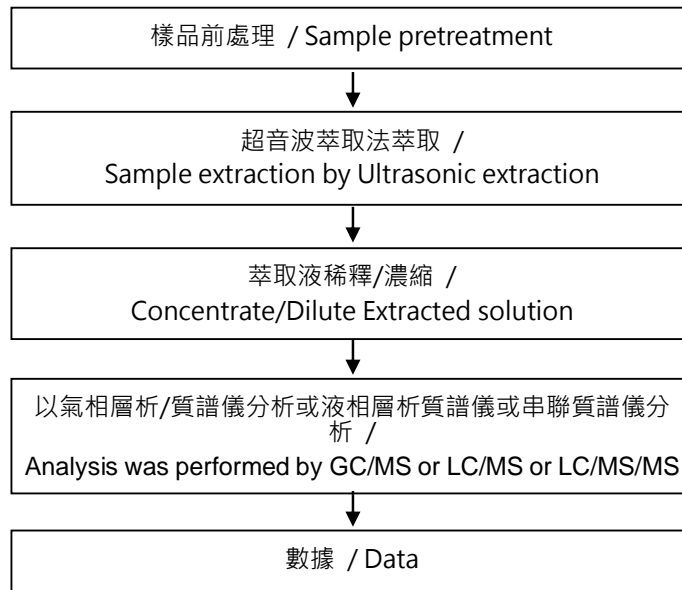 樣品前處理 / Sample pretreatment
超音波萃取法萃取 /
Sample extraction by Ultrasonic extraction
萃取液稀釋/濃縮 /
Concentrate/Dilute Extracted solution
以氣相層析/質譜儀分析或液相層析質譜儀或串聯質譜儀分
析 /
Analysis was performed by GC/MS or LC/MS or LC/MS/MS
數據 / Data